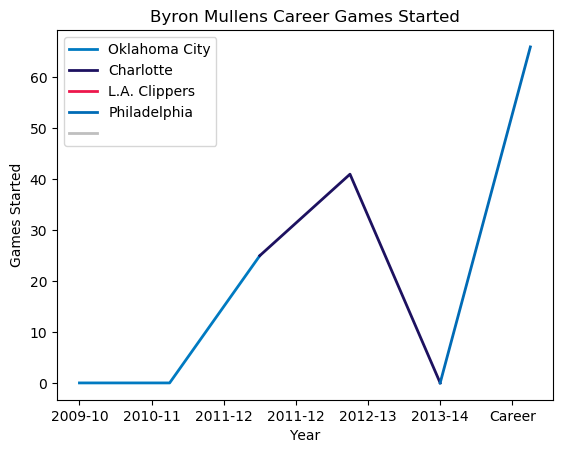 Byron Mullens Career Games Started
Oklahoma City
Charlotte
L.A. Clippers
Philadelphia
Games Started
60
50
40
30
20
10
0
2009-10 2010-11 2011-12 2011-12 2012-13 2013-14 Career
Year